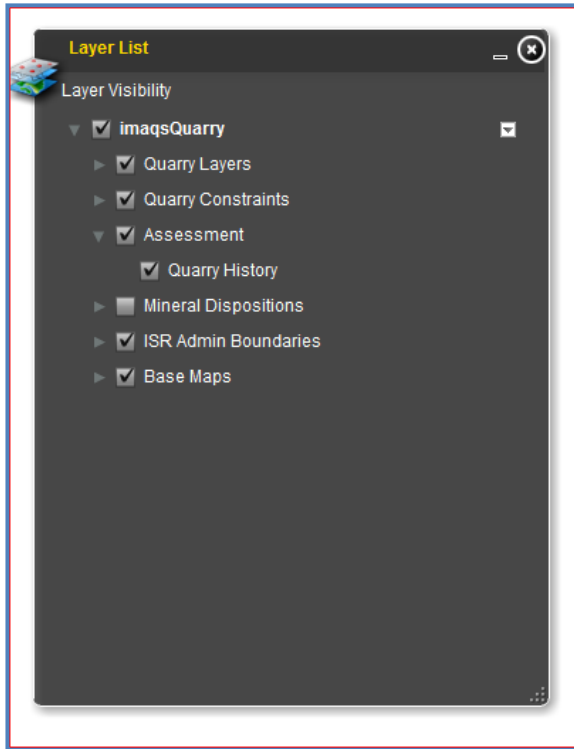 Layer List
Layer Visibility
imaqsQuarry
Quarry Layers
Quarry Constraints
Assessment
Quarry History
Mineral Dispositions
ISR Admin Boundaries
Base Maps